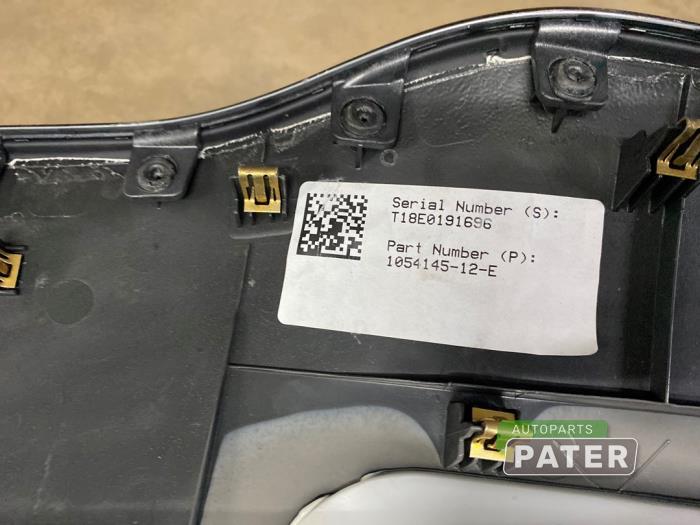 Serial Number (S):
T18E0191696
Part Number (P):
1054145-12-E
AUTOPARTS
PATER